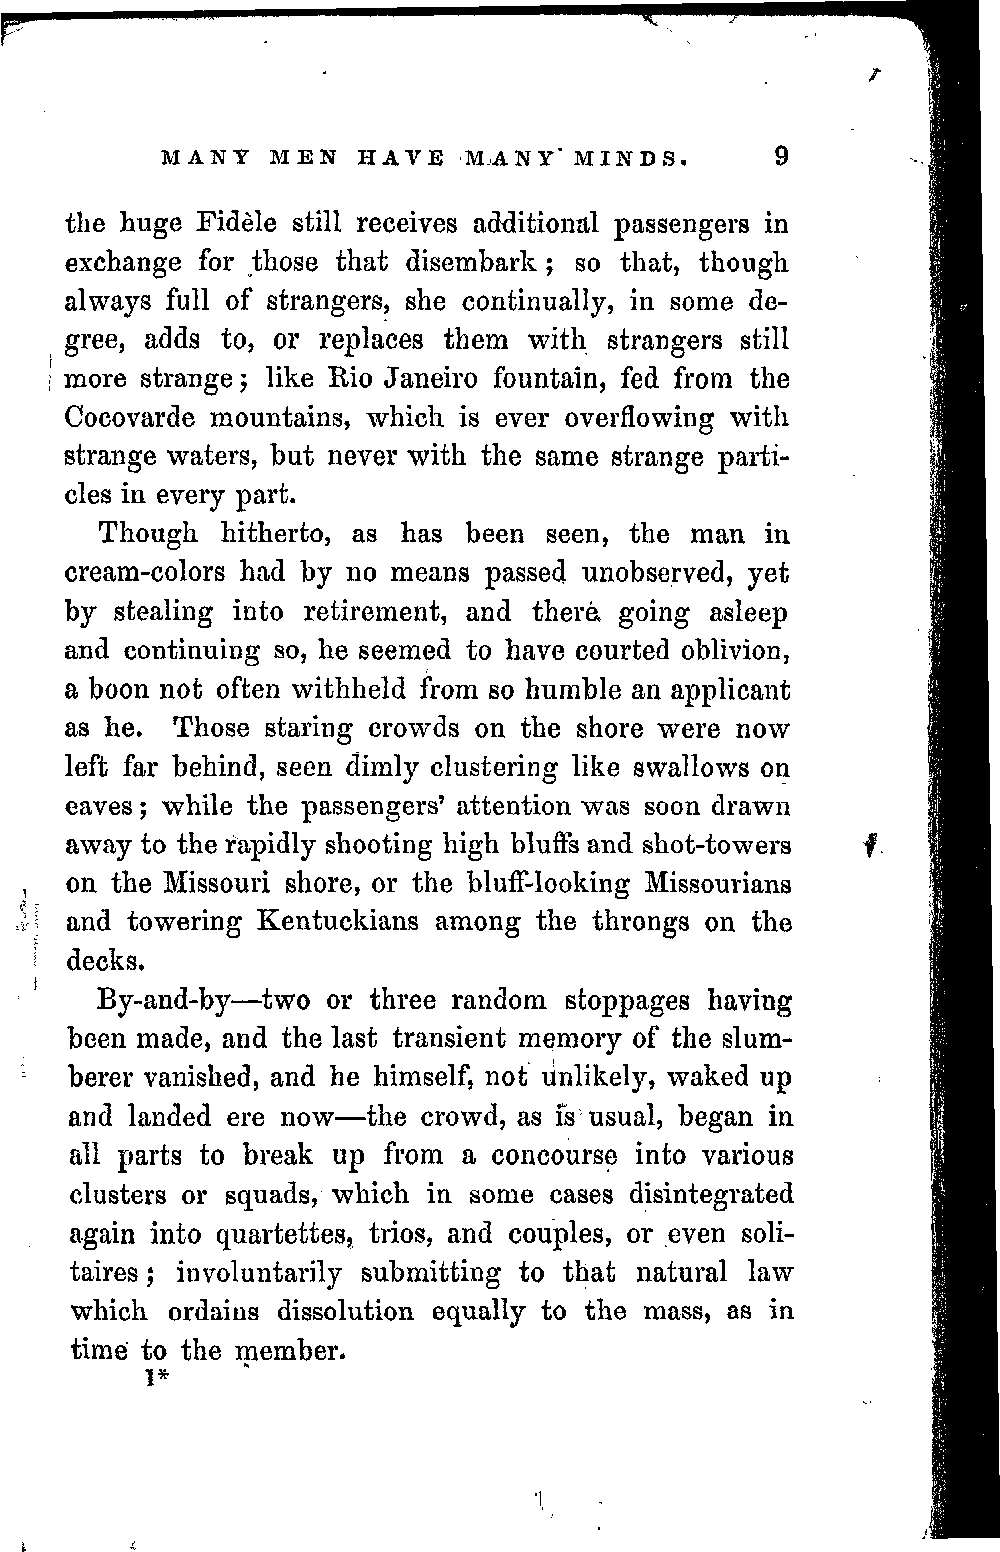 MANY MEN HAVE MANY MINDS. 9
the huge Fidèle still receives additional passengers in
exchange for those that disembark; so that, though
always full of strangers, she continually, in some de-
gree, adds to, or replaces them with strangers still
more strange; like Rio Janeiro fountain, fed from the
Cocovarde mountains, which is ever overflowing with
strange waters, but never with the same strange parti-
cles in every part.
Though hitherto, as has been seen, the man in
cream-colors had by no means passed unobserved, yet
by stealing into retirement, and there going asleep
and continuing so, he seemed to have courted oblivion,
a boon not often withheld from so humble an applicant
as he. Those staring crowds on the shore were now
left far behind, seen dimly clustering like swallows on
eaves; while the passengers' attention was soon drawn
away to the rapidly shooting high bluffs and shot-towers
on the Missouri shore, or the bluff-looking Missourians
and towering Kentuckians among the throngs on the
decks.
By-and-by—two or three random stoppages having
been made, and the last transient memory of the slum-
berer vanished, and he himself, not unlikely, waked up
and landed ere now—the crowd, as is usual, began in
all parts to break up from a concourse into various
clusters or squads, which in some cases disintegrated
again into quartettes, trios, and couples, or even soli-
taires; involuntarily submitting to that natural law
which ordains dissolution equally to the mass, as in
time to the member.
1*